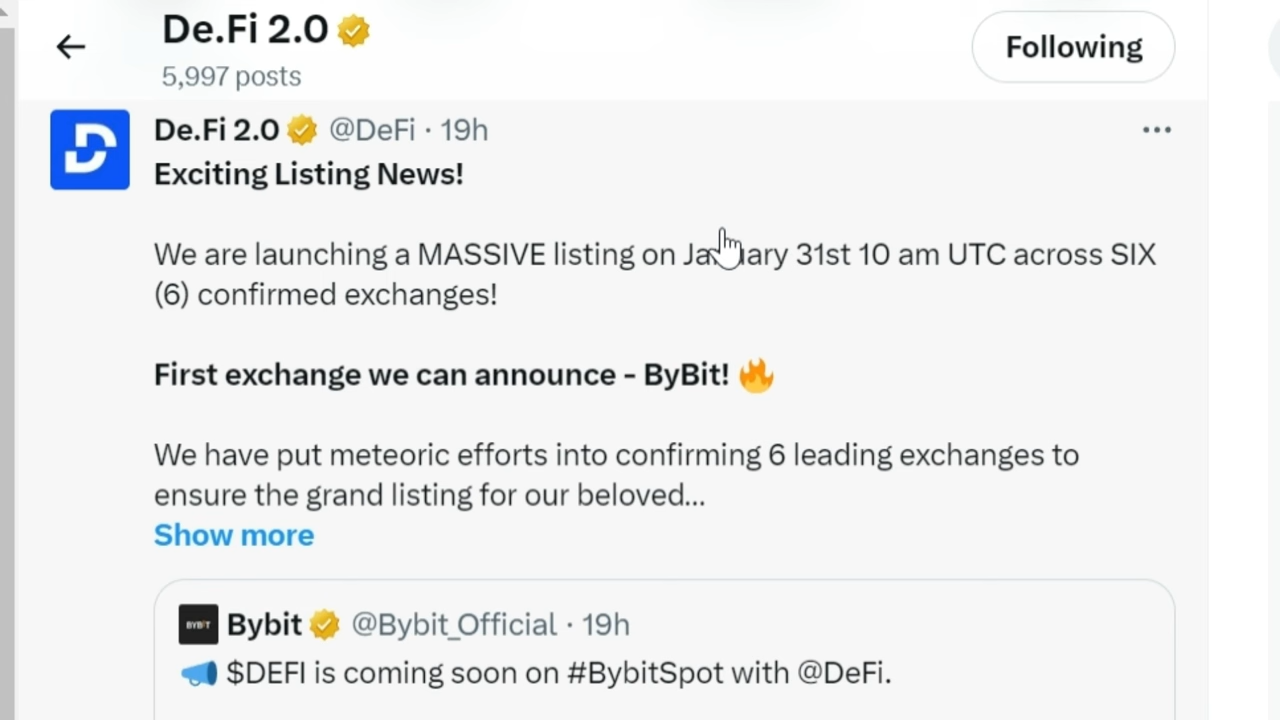 De.Fi 2.0
5,997 posts
Following
De.Fi 2.0 @DeFi · 19h
Exciting Listing News!
We are launching a MASSIVE listing on January 31st 10 am UTC across SIX
(6) confirmed exchanges!
First exchange we can announce - ByBit! 🔥
We have put meteoric efforts into confirming 6 leading exchanges to
ensure the grand listing for our beloved...
Show more
BYBIT
Bybit @Bybit_Official · 19h
📣 $DEFI is coming soon on #BybitSpot with @DeFi.